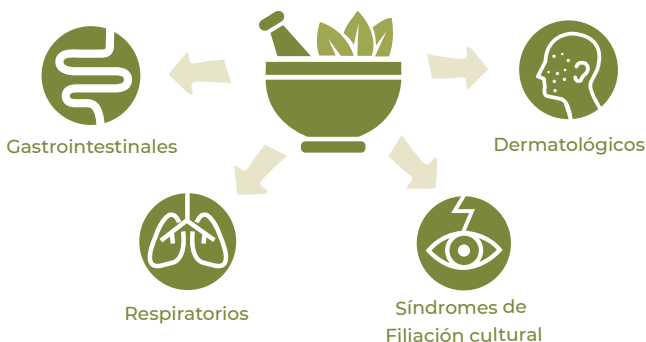 Gastrointestinales
Dermatológicos
Respiratorios
Síndromes de
Filiación cultural